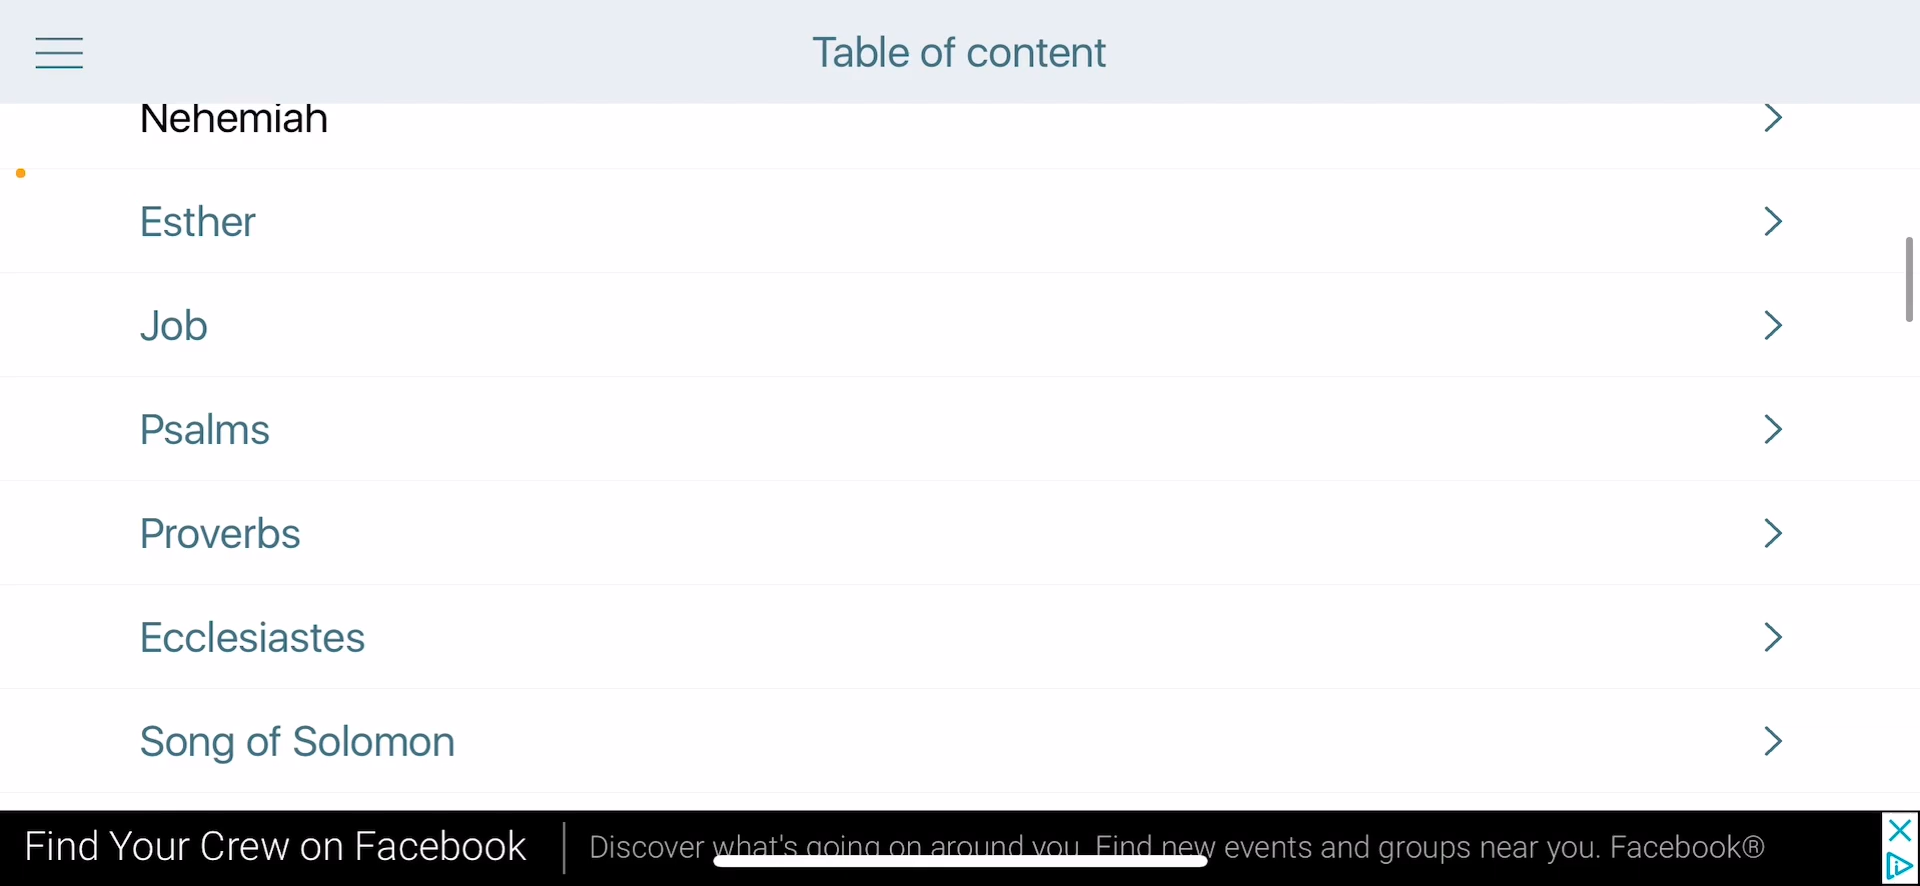 Table of content
Nehemiah
Esther
Job
Psalms
Proverbs
Ecclesiastes
Song of Solomon
Find Your Crew on Facebook
Discover what's going on around you. Find new events and groups near you. Facebook®